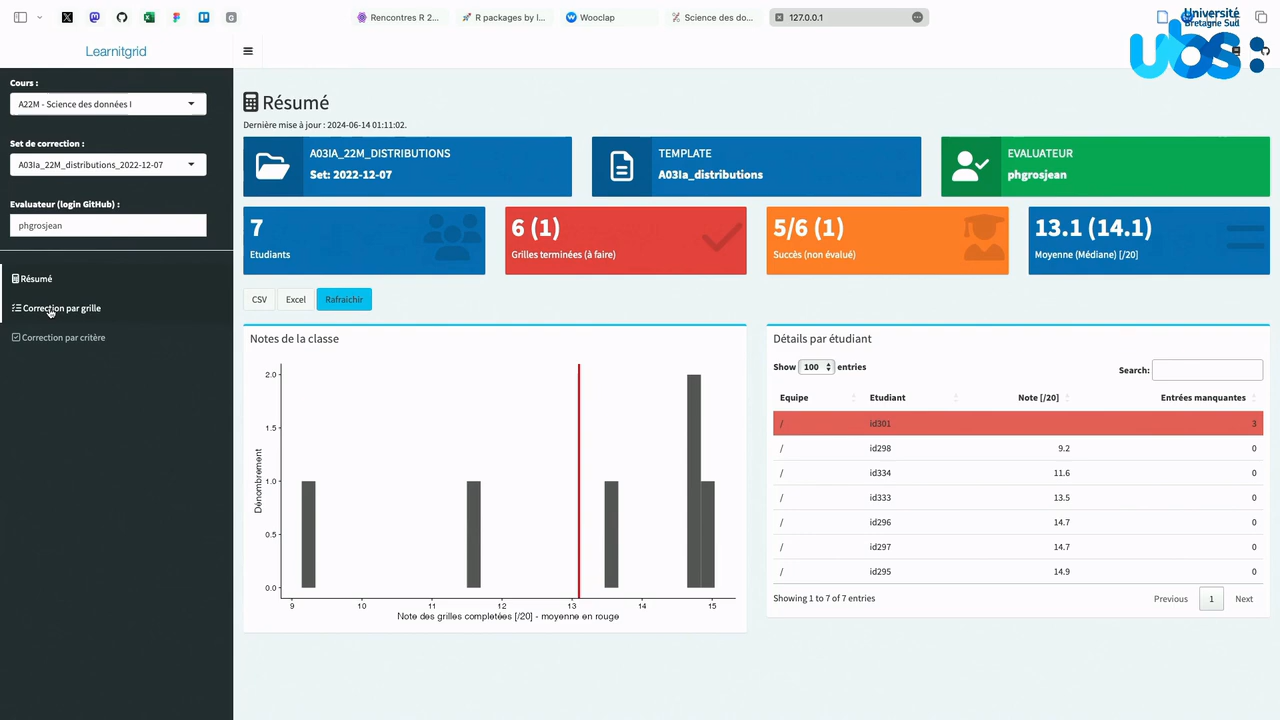 Rencontres R 2...
R packages by I...
Wooclap
Science des do...
127.0.0.1
Université
Bretagne Sud
ubs:
Learnitgrid
Cours :
A22M - Science des données I
Set de correction :
A03Ia_22M_distributions_2022-12-07
Evaluateur (login GitHub) :
phgrosjean
Résumé
Correction par grille
Correction par critère
Résumé
Dernière mise à jour : 2024-06-14 01:11:02.
A03IA_22M_DISTRIBUTIONS
Set: 2022-12-07
TEMPLATE
A03Ia_distributions
EVALUATEUR
phgrosjean
7
Etudiants
6 (1)
Grilles terminées (à faire)
5/6 (1)
Succès (non évalué)
13.1 (14.1)
Moyenne (Médiane) [/20]
CSV
Excel
Rafraichir
Notes de la classe
Dénombrement
2.0
1.5
1.0
0.5
0.0
9 10 11 12 13 14 15
Note des grilles complétées [/20] - moyenne en rouge
Détails par étudiant
Show 100 entries
Search:
Equipe Etudiant Note [/20] Entrées manquantes
/ id301 3
/ id298 9.2 0
/ id334 11.6 0
/ id333 13.5 0
/ id296 14.7 0
/ id297 14.7 0
/ id295 14.9 0
Showing 1 to 7 of 7 entries
Previous 1 Next